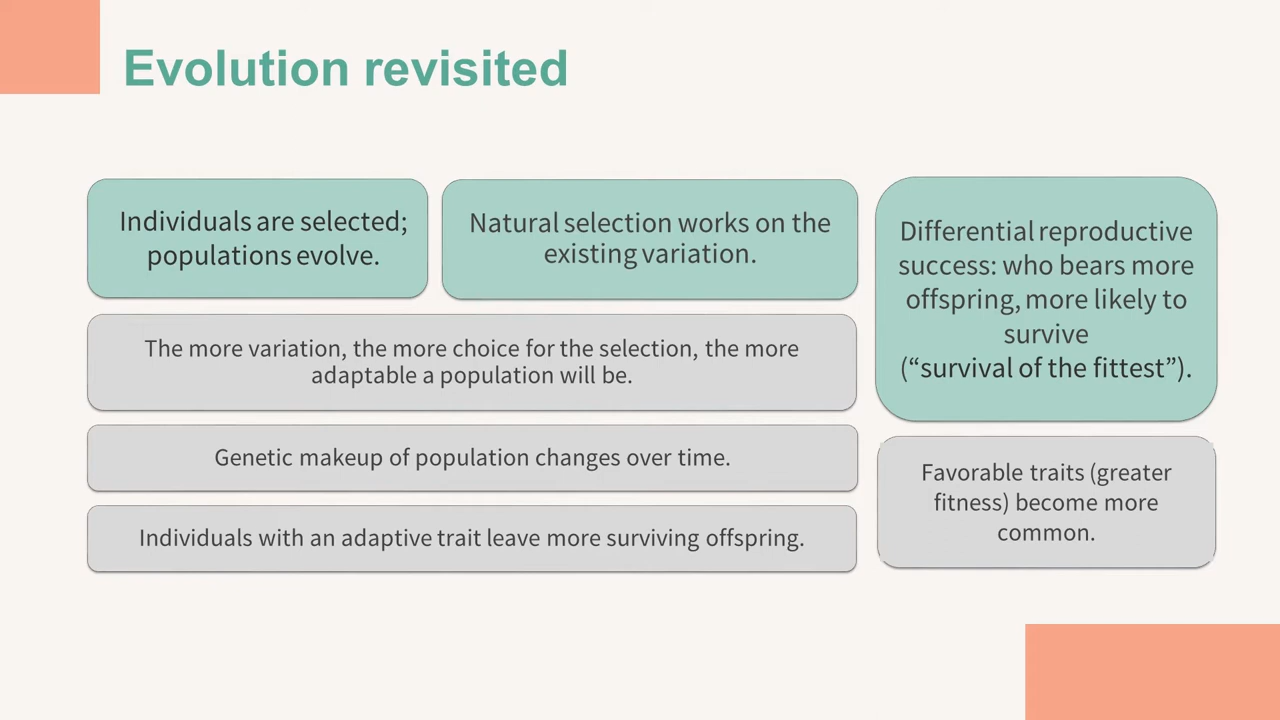 Evolution revisited
Individuals are selected;
populations evolve.
Natural selection works on the
existing variation.
Differential reproductive
success: who bears more
offspring, more likely to
survive
(“survival of the fittest”).
The more variation, the more choice for the selection, the more
adaptable a population will be.
Genetic makeup of population changes over time.
Individuals with an adaptive trait leave more surviving offspring.
Favorable traits (greater
fitness) become more
common.